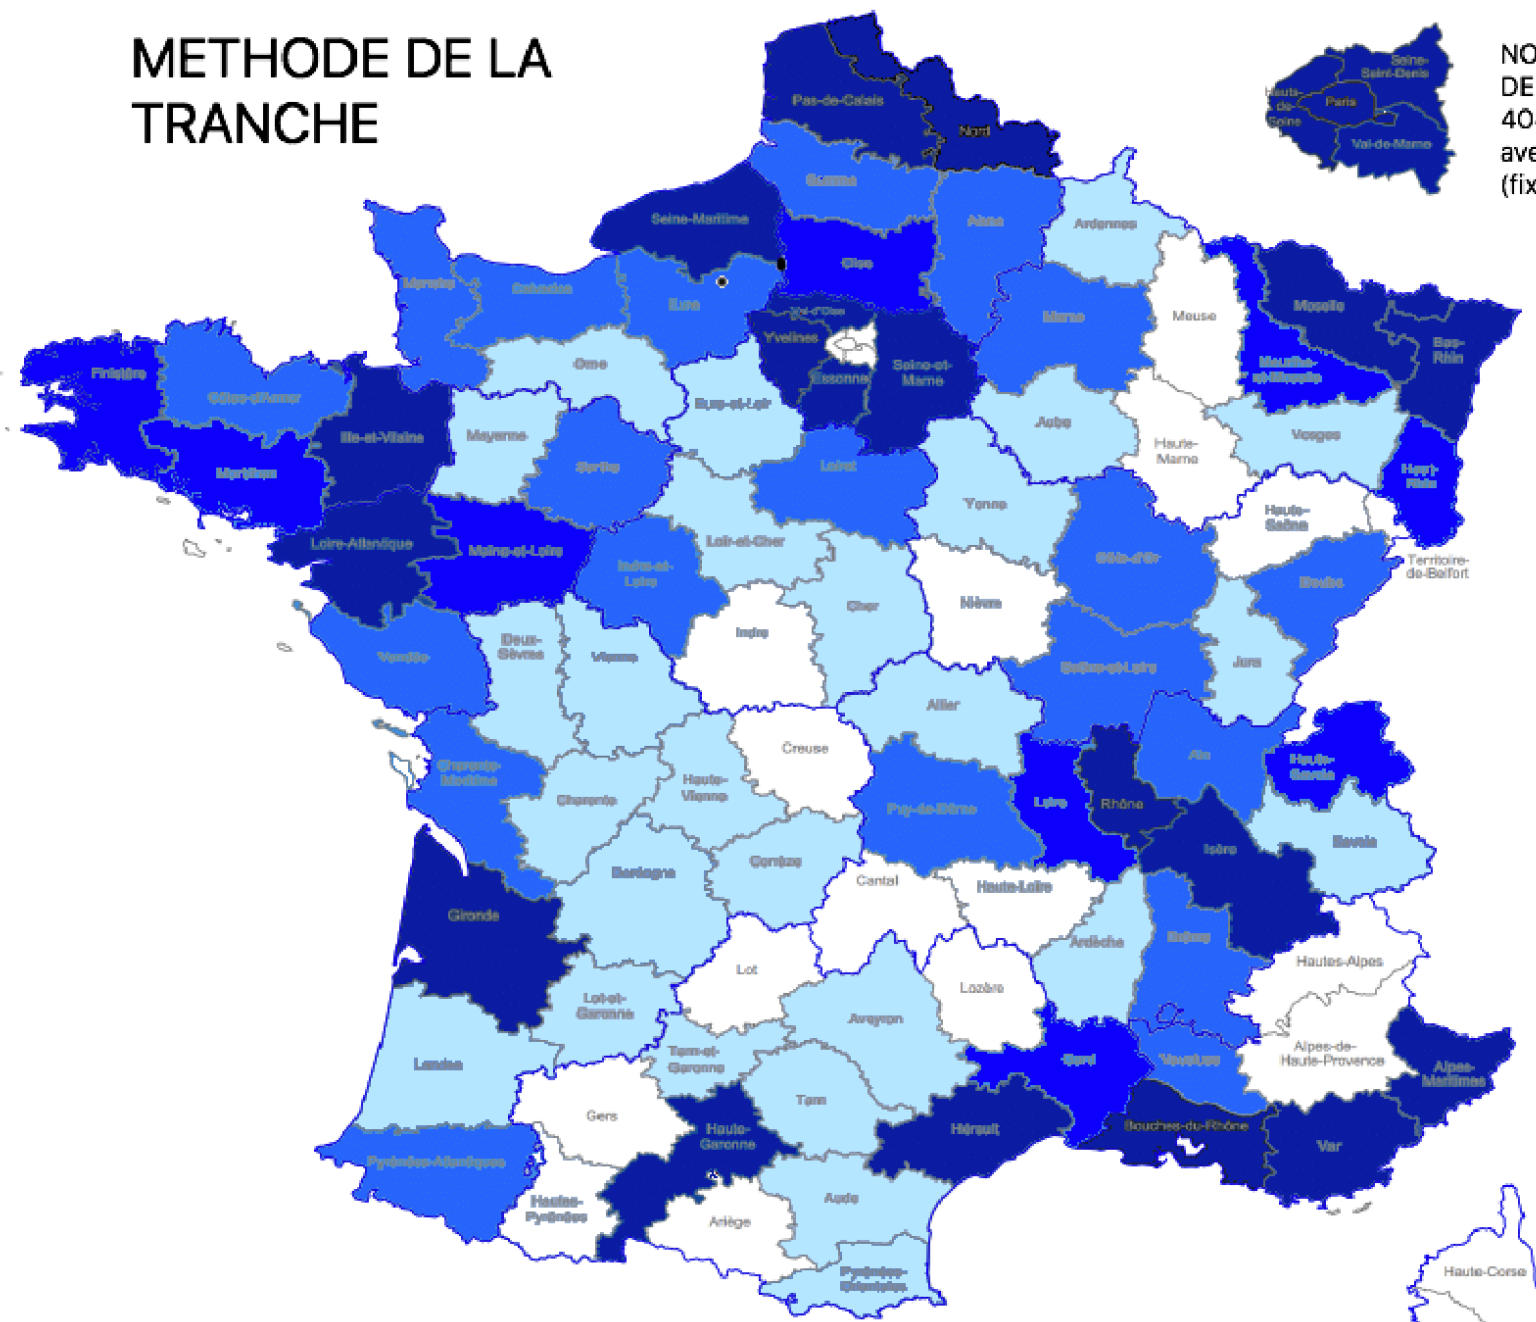 METHODE DE LA
TRANCHE
NO
DE
40
ave
(fix
Seine-
Saint-Denis
Hauts-
de-
Seine
Paris
Val-de-Marne
Pas-de-Calais
Nord
Somme
Seine-Maritime
Aisne
Ardennes
Oise
Manche
Calvados
Eure
Val-d'Oise
Marne
Meuse
Moselle
Bas-
Rhin
Yvelines
Essonne
Seine-et-
Marne
Meurthe-
et-Moselle
Finistère
Côtes-d'Armor
Orne
Eure-et-Loir
Aube
Haute-
Marne
Vosges
Haut-
Rhin
Ille-et-Vilaine
Mayenne
Sarthe
Loiret
Morbihan
Yonne
Haute-
Saône
Territoire-
de-Belfort
Loire-Atlantique
Maine-et-Loire
Loir-et-Cher
Indre-et-
Loire
Côte-d'Or
Doubs
Cher
Nièvre
Indre
Vendée
Deux-
Sèvres
Vienne
Saône-et-Loire
Jura
Allier
Creuse
Charente-
Maritime
Charente
Haute-
Vienne
Puy-de-Dôme
Loire
Rhône
Ain
Haute-
Savoie
Isère
Savoie
Dordogne
Corrèze
Cantal
Haute-Loire
Gironde
Ardèche
Drôme
Hautes-Alpes
Lot
Lozère
Lot-et-
Garonne
Aveyron
Landes
Tarn-et-
Garonne
Gard
Vaucluse
Alpes-de-
Haute-Provence
Alpes-
Maritimes
Gers
Tarn
Haute-
Garonne
Hérault
Bouches-du-Rhône
Var
Pyrénées-Atlantiques
Hautes-
Pyrénées
Ariège
Aude
Pyrénées-
Orientales
Haute-Corse